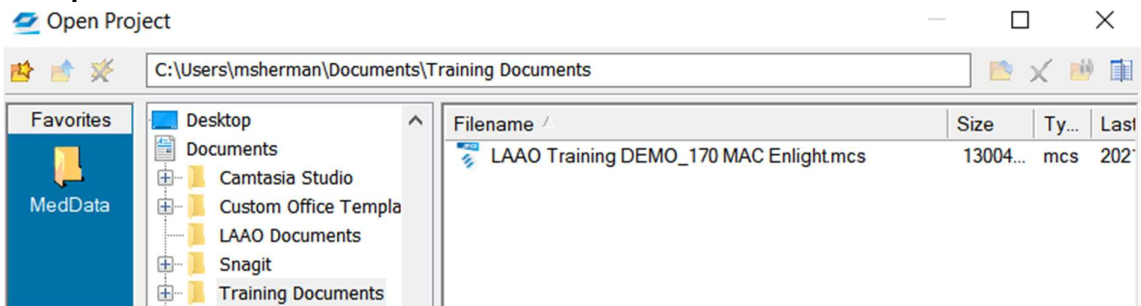 Open Project
C:\Users\msherman\Documents\Training Documents
Favorites
MedData
Desktop
Documents
Camtasia Studio
Custom Office Templa
LAAO Documents
Snagit
Training Documents
Filename Size Ty... Last
LAAO Training DEMO_170 MAC Enlight.mcs 13004... mcs 202